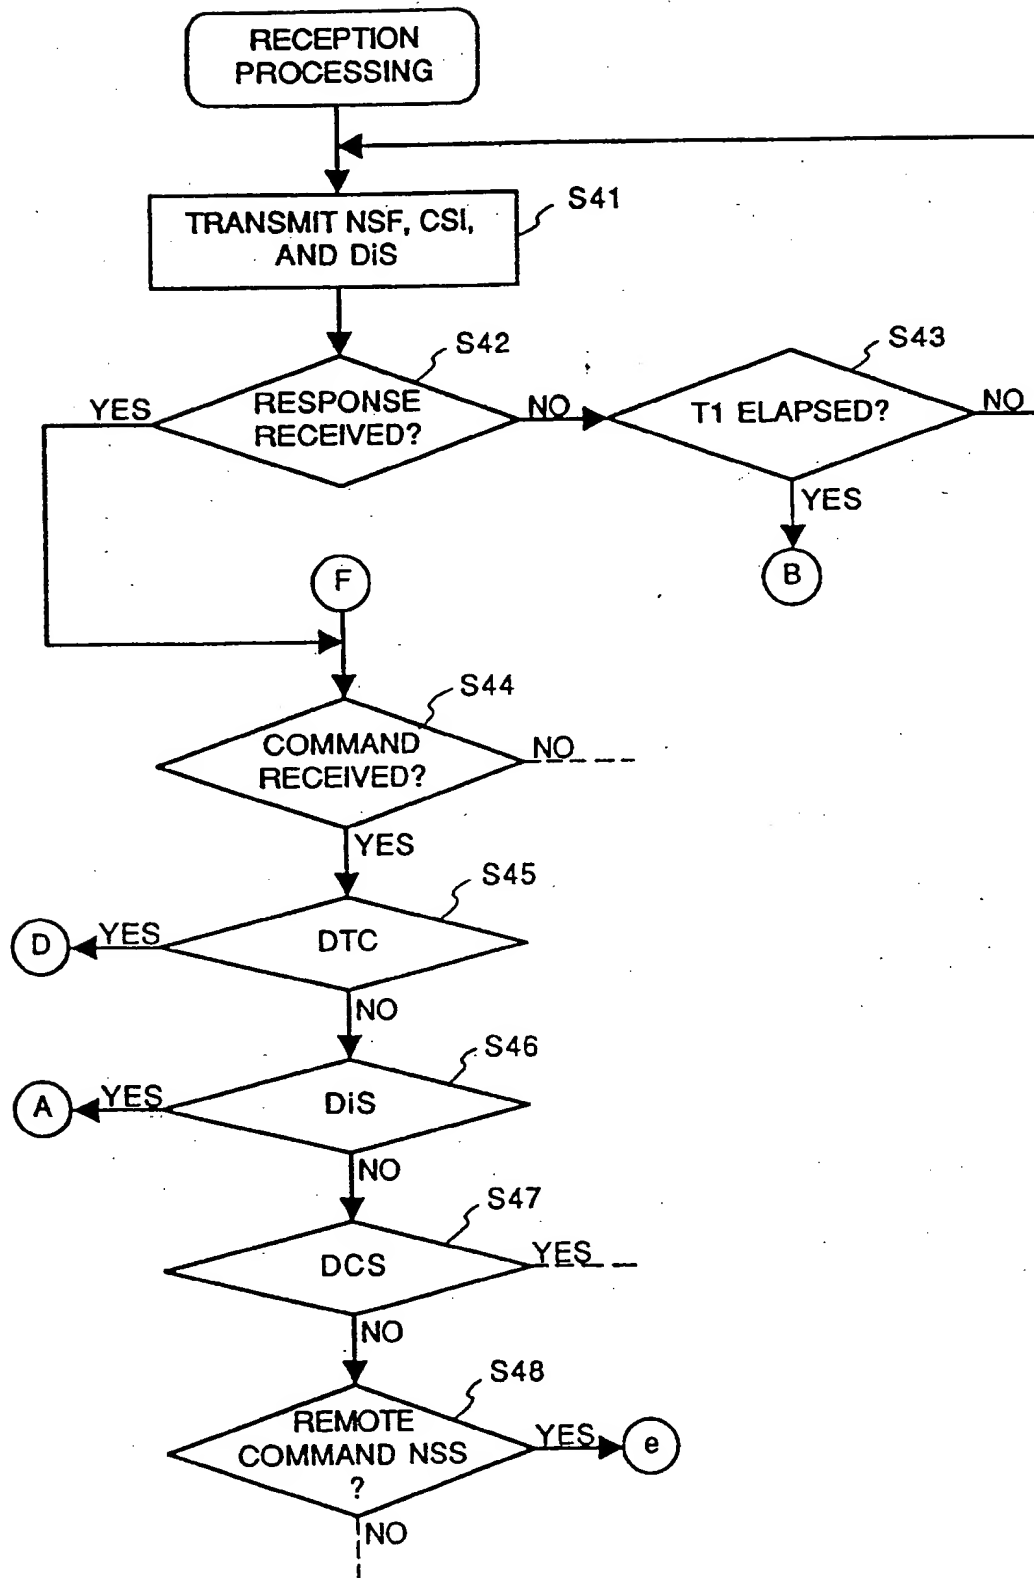 RECEPTION
PROCESSING
S41
TRANSMIT NSF, CSI,
AND DiS
S42
S43
YES
RESPONSE
RECEIVED?
NO
T1 ELAPSED?
NO
YES
F
B
S44
COMMAND
RECEIVED?
NO
YES
S45
D
YES
DTC
NO
S46
A
YES
DiS
NO
S47
DCS
YES
NO
S48
REMOTE
COMMAND NSS
?
YES
e
NO